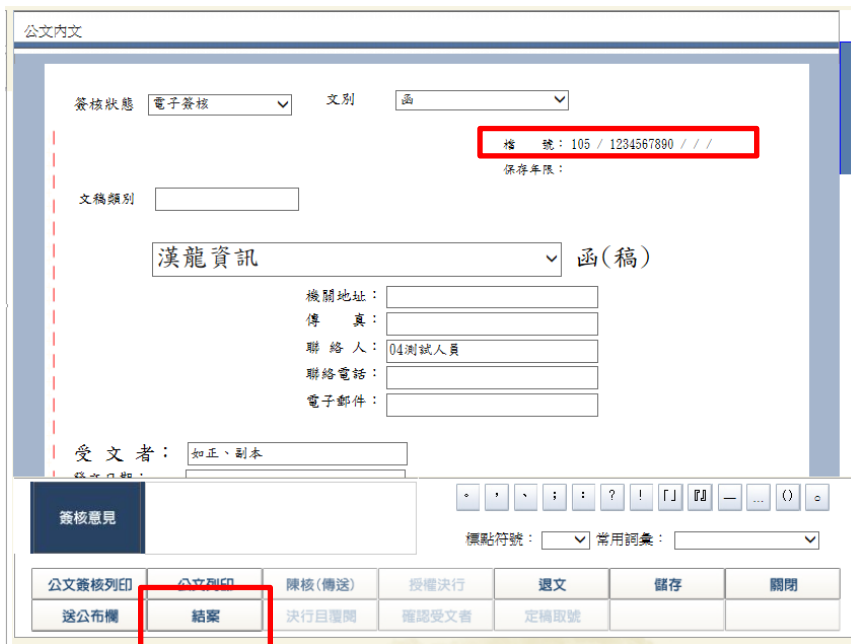 公文內文
簽核狀態 電子簽核 文別 函
檔 號：105 / 1234567890 / / /
保存年限：
文稿類別
漢龍資訊 函(稿)
機關地址：
傳 真：
聯 絡 人：04測試人員
聯絡電話：
電子郵件：
受 文 者： 如正、副本
發文日期：
簽核意見
。 ， 、 ； ： ？ ！ 「」 『』 — … ()
標點符號： 常用詞彙：
公文簽核列印 公文列印 陳核(傳送) 授權決行 退文 儲存 關閉
送公布欄 結案 決行且覆閱 確認受文者 定稿取號